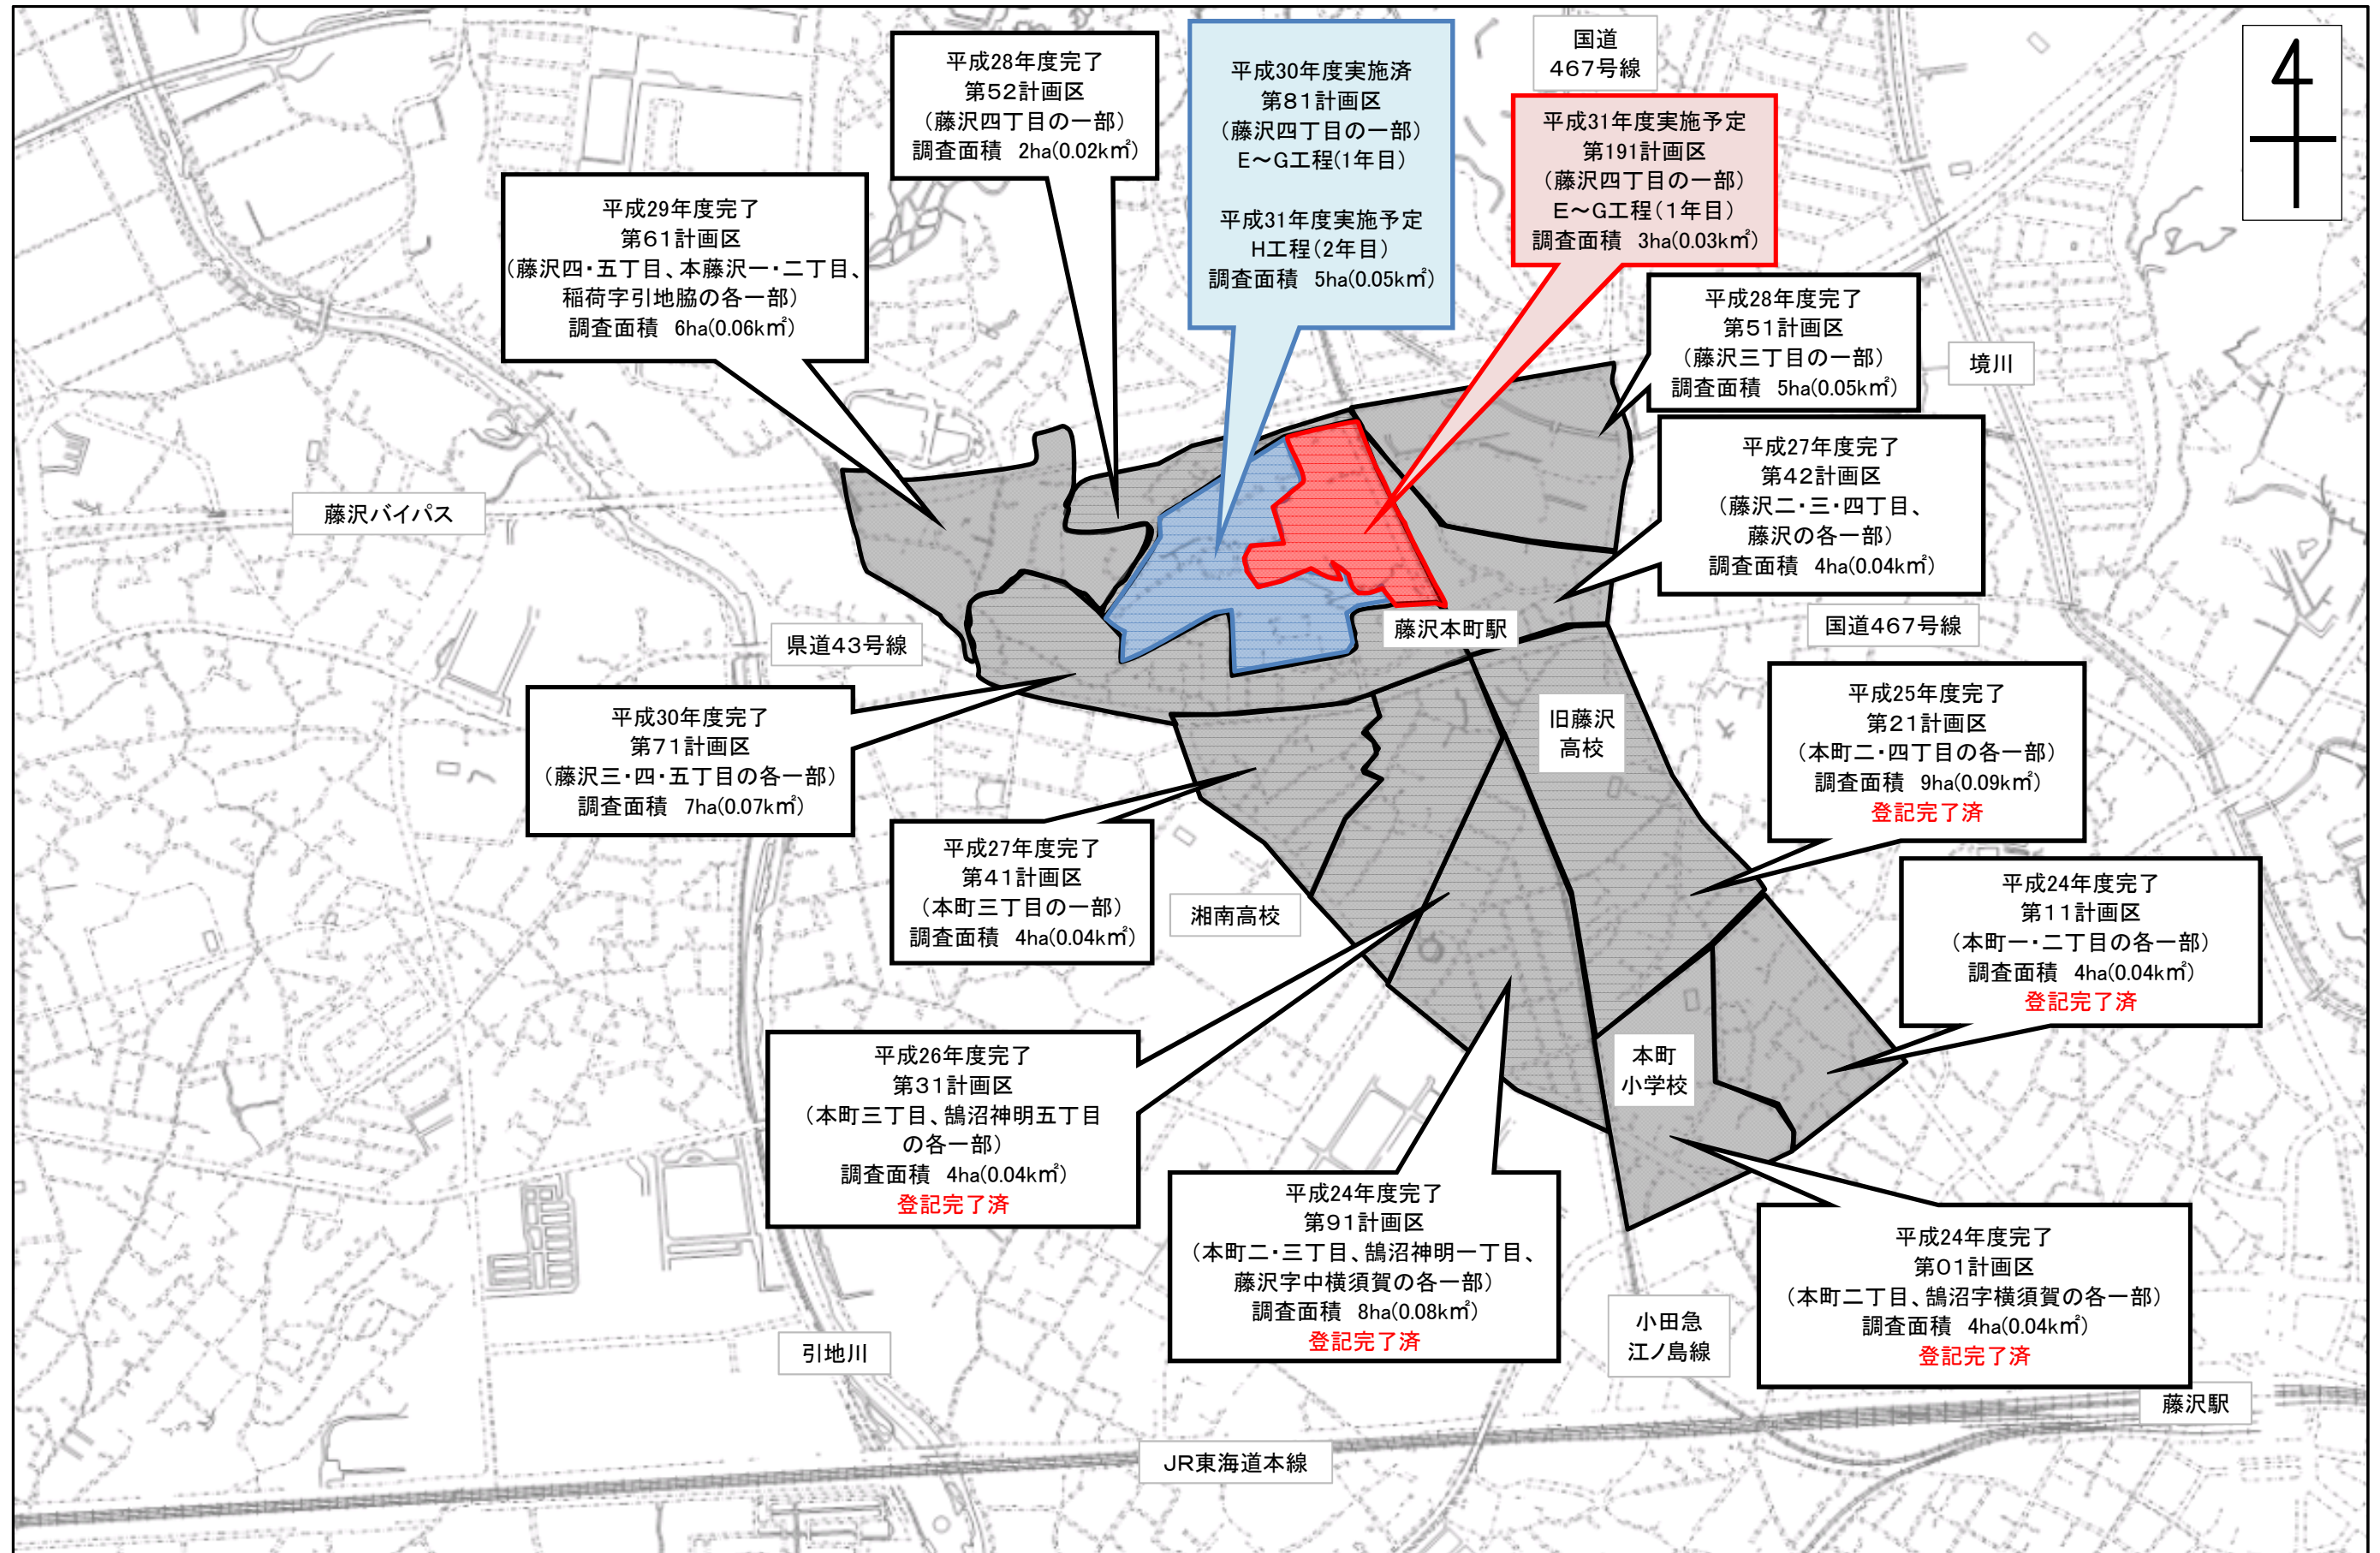 平成28年度完了
第52計画区
(藤沢四丁目の一部)
調査面積 2ha(0.02k㎡)
平成30年度実施済
第81計画区
(藤沢四丁目の一部)
E～G工程(1年目)
平成31年度実施予定
H工程(2年目)
調査面積 5ha(0.05k㎡)
国道
467号線
平成31年度実施予定
第191計画区
(藤沢四丁目の一部)
E～G工程(1年目)
調査面積 3ha(0.03k㎡)
4
平成29年度完了
第61計画区
(藤沢四・五丁目、本藤沢一・二丁目、
稲荷字引地脇の各一部)
調査面積 6ha(0.06k㎡)
平成28年度完了
第51計画区
(藤沢三丁目の一部)
調査面積 5ha(0.05k㎡)
境川
平成27年度完了
第42計画区
(藤沢二・三・四丁目、
藤沢の各一部)
調査面積 4ha(0.04k㎡)
藤沢バイパス
県道43号線
藤沢本町駅
国道467号線
平成30年度完了
第71計画区
(藤沢三・四・五丁目の各一部)
調査面積 7ha(0.07k㎡)
旧藤沢
高校
平成25年度完了
第21計画区
(本町二・四丁目の各一部)
調査面積 9ha(0.09k㎡)
登記完了済
平成27年度完了
第41計画区
(本町三丁目の一部)
調査面積 4ha(0.04k㎡)
湘南高校
平成24年度完了
第11計画区
(本町一・二丁目の各一部)
調査面積 4ha(0.04k㎡)
登記完了済
平成26年度完了
第31計画区
(本町三丁目、鵠沼神明五丁目
の各一部)
調査面積 4ha(0.04k㎡)
登記完了済
本町
小学校
平成24年度完了
第91計画区
(本町二・三丁目、鵠沼神明一丁目、
藤沢字中横須賀の各一部)
調査面積 8ha(0.08k㎡)
登記完了済
平成24年度完了
第01計画区
(本町二丁目、鵠沼字横須賀の各一部)
調査面積 4ha(0.04k㎡)
登記完了済
引地川
小田急
江ノ島線
藤沢駅
JR東海道本線